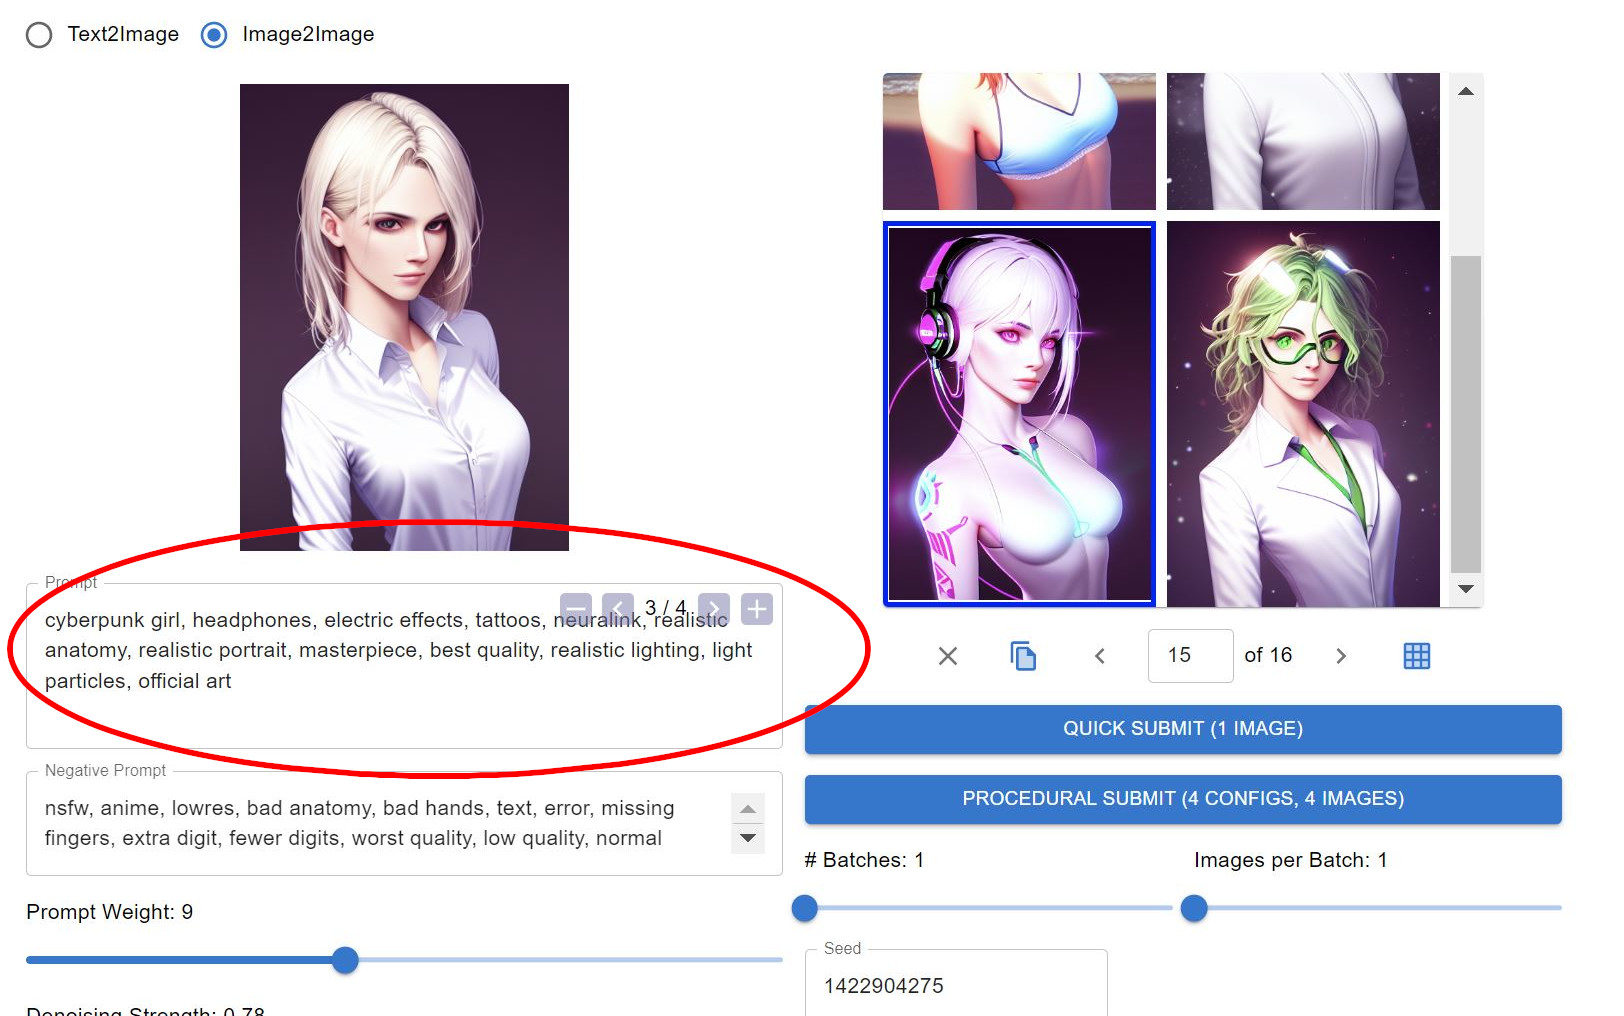 Text2Image
Image2Image
Prompt
3 / 4
cyberpunk girl, headphones, electric effects, tattoos, neuralink, realistic
anatomy, realistic portrait, masterpiece, best quality, realistic lighting, light
particles, official art
Negative Prompt
nsfw, anime, lowres, bad anatomy, bad hands, text, error, missing
fingers, extra digit, fewer digits, worst quality, low quality, normal
Prompt Weight: 9
Denoising Strength: 0.78
15 of 16
QUICK SUBMIT (1 IMAGE)
PROCEDURAL SUBMIT (4 CONFIGS, 4 IMAGES)
# Batches: 1
Images per Batch: 1
Seed
1422904275